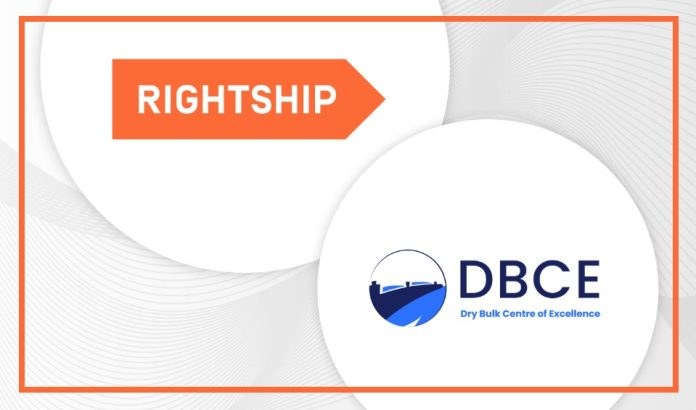 RIGHTSHIP
DBCE
Dry Bulk Centre of Excellence